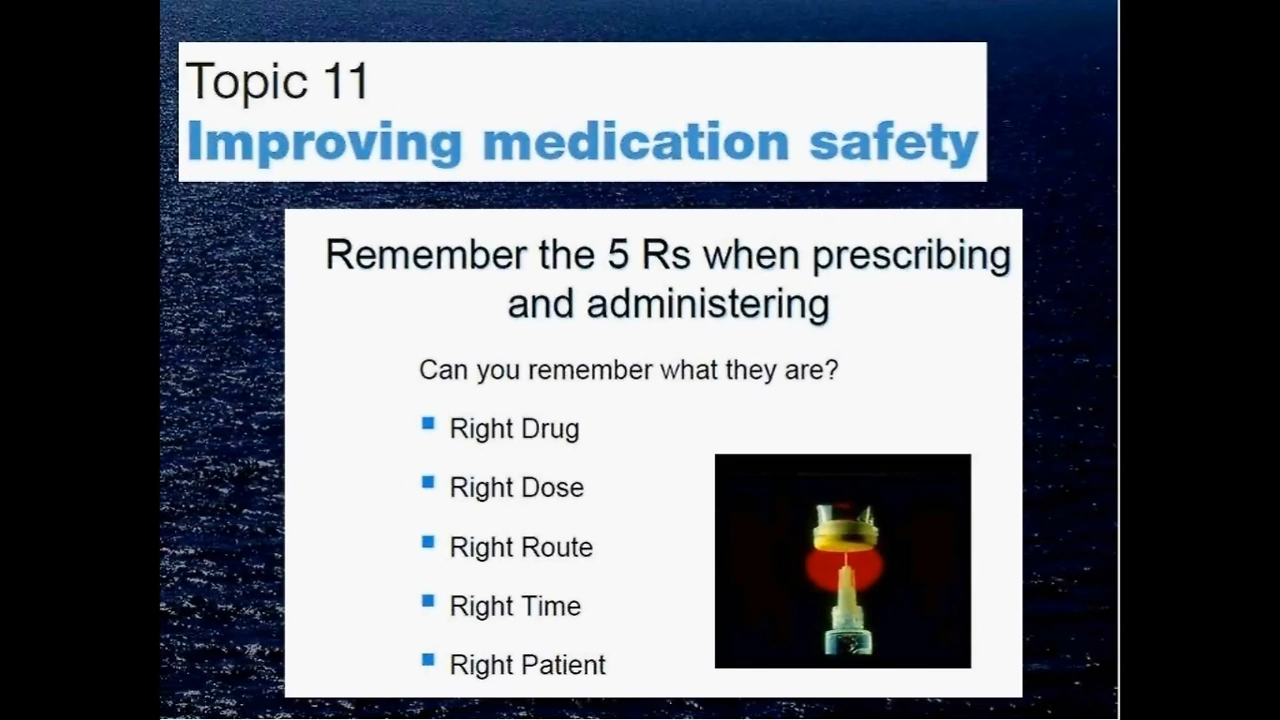 Topic 11
Improving medication safety
Remember the 5 Rs when prescribing
and administering
Can you remember what they are?
Right Drug
Right Dose
Right Route
Right Time
Right Patient